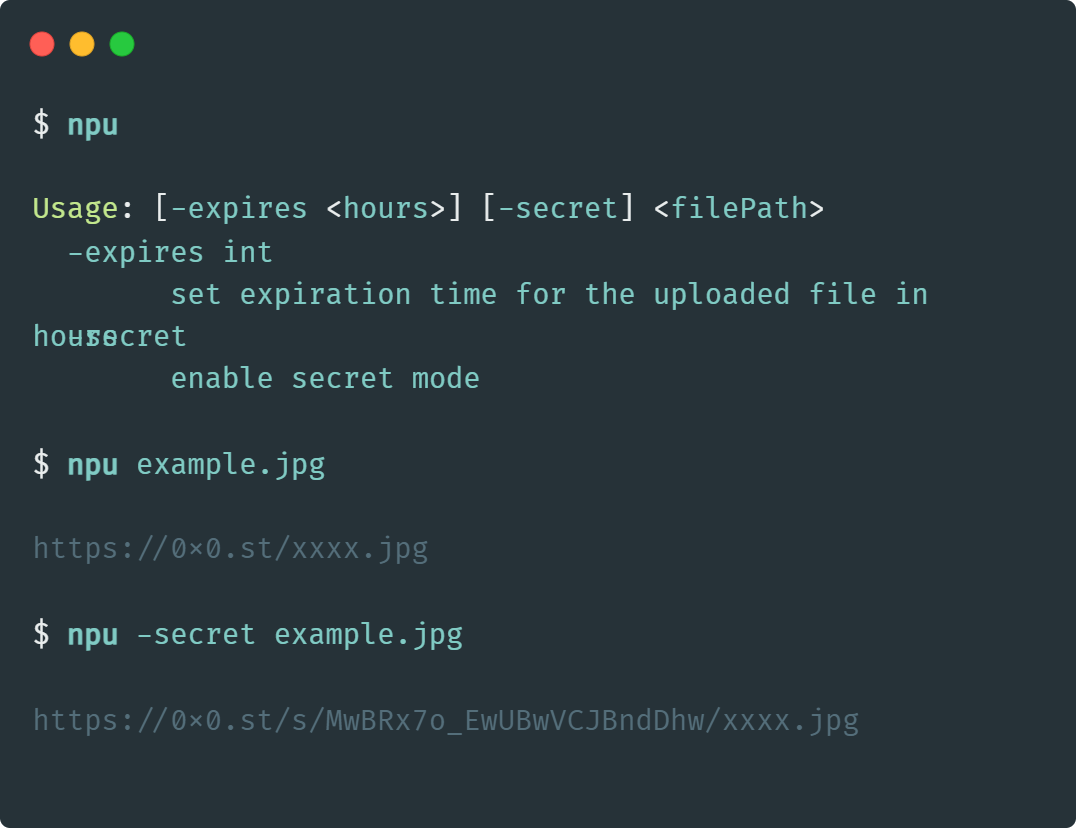 $ npu
Usage: [-expires <hours>] [-secret] <filePath>
-expires int
set expiration time for the uploaded file in
hours
-secret
enable secret mode
$ npu example.jpg
https://0x0.st/xxxx.jpg
$ npu -secret example.jpg
https://0x0.st/s/MwBRx7o_EwUBwVCJBndDhw/xxxx.jpg